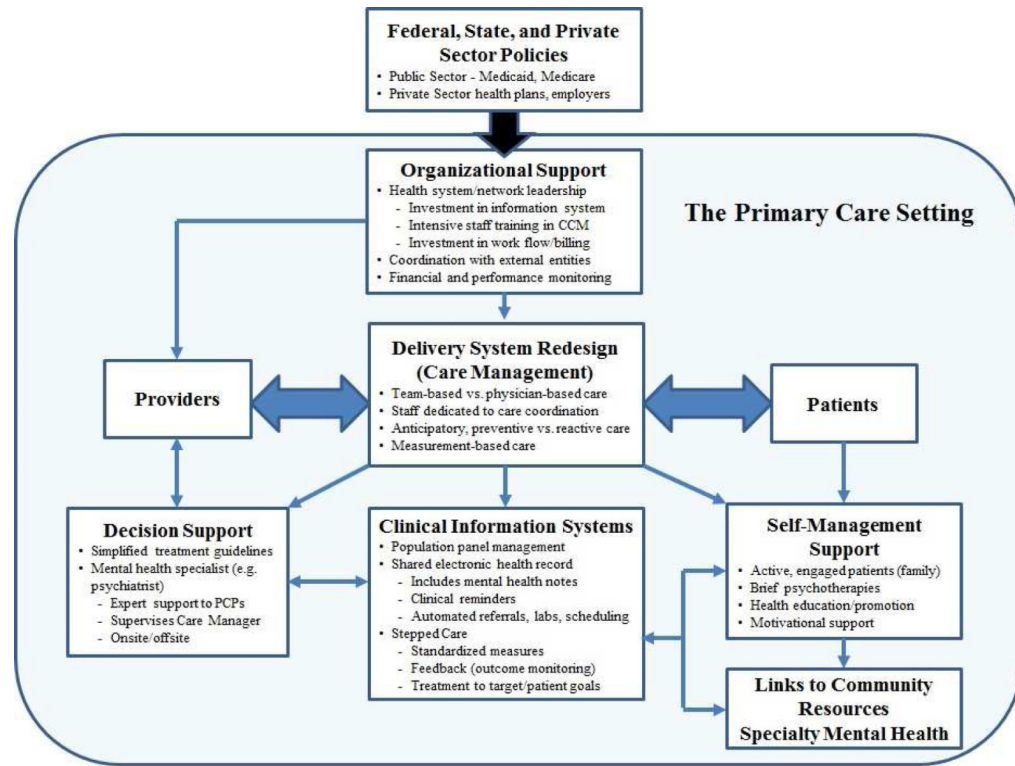 Federal, State, and Private
Sector Policies
• Public Sector - Medicaid, Medicare
• Private Sector health plans, employers
Organizational Support
• Health system/network leadership
- Investment in information system
- Intensive staff training in CCM
- Investment in work flow/billing
• Coordination with external entities
• Financial and performance monitoring
The Primary Care Setting
Providers
Delivery System Redesign
(Care Management)
• Team-based vs. physician-based care
• Staff dedicated to care coordination
• Anticipatory, preventive vs. reactive care
• Measurement-based care
Patients
Decision Support
• Simplified treatment guidelines
• Mental health specialist (e.g.
psychiatrist)
- Expert support to PCPs
- Supervises Care Manager
- Onsite/offsite
Clinical Information Systems
• Population panel management
• Shared electronic health record
- Includes mental health notes
- Clinical reminders
- Automated referrals, labs, scheduling
• Stepped Care
- Standardized measures
- Feedback (outcome monitoring)
- Treatment to target/patient goals
Self-Management
Support
• Active, engaged patients (family)
• Brief psychotherapies
• Health education/promotion
• Motivational support
Links to Community
Resources
Specialty Mental Health